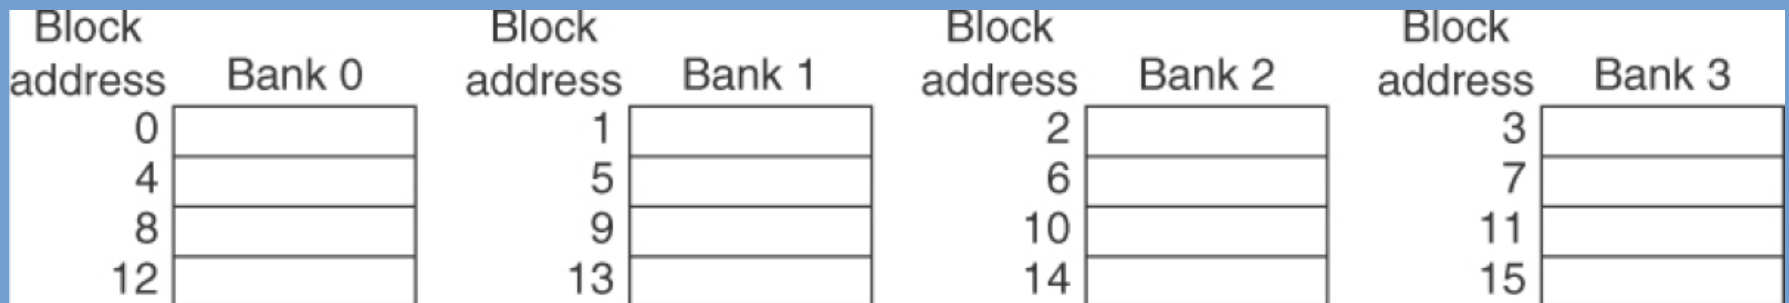 Block Block Block Block
address Bank 0 address Bank 1 address Bank 2 address Bank 3
0 1 2 3
4 5 6 7
8 9 10 11
12 13 14 15